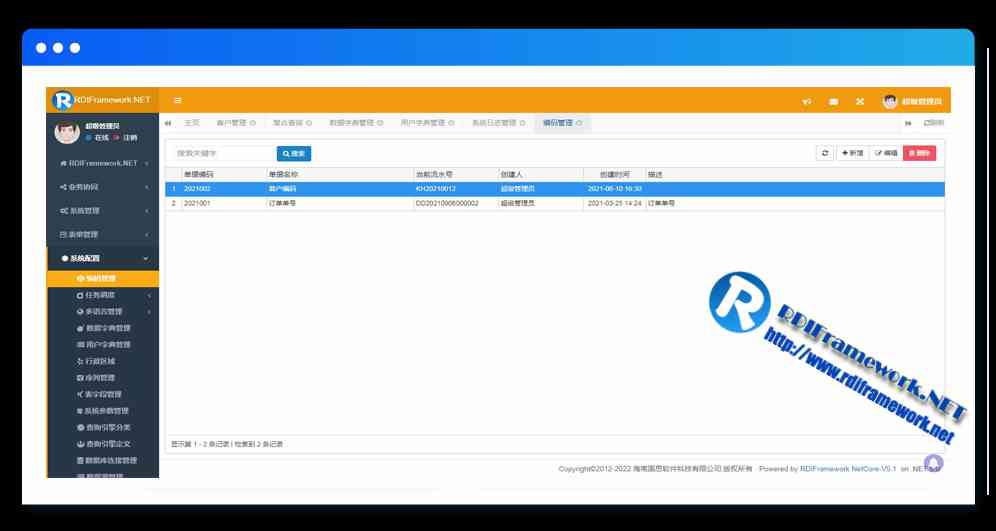 RDIFramework.NET
超级管理员
超级管理员
在线 注销
主页 客户管理 竞点查询 数据字典管理 用户字典管理 系统日志管理 编码管理 刷新
搜索关键字 搜索 新增 编辑 删除
RDIFramework.NET
业务协同
系统管理
表单管理
系统配置
编码管理
任务调度
多语言管理
数据字典管理
用户字典管理
行政区域
序列管理
表字段管理
系统参数管理
查询引擎分类
查询引擎定义
数据库连接管理
单据编码 单据名称 当前流水号 创建人 创建时间 描述
1 2021002 客户编码 KH20210012 超级管理员 2021-06-10 16:30
2 2021001 订单单号 DD20210906000002 超级管理员 2021-03-25 14:24 订单单号
RDIFramework.NET
http://www.rdiframework.net
显示第 1 - 2 条记录 | 检索到 2 条记录
Copyright©2012-2022 海南国思软件科技有限公司 版权所有 Powered by RDIFramework.NetCore-V5.1 on .NET